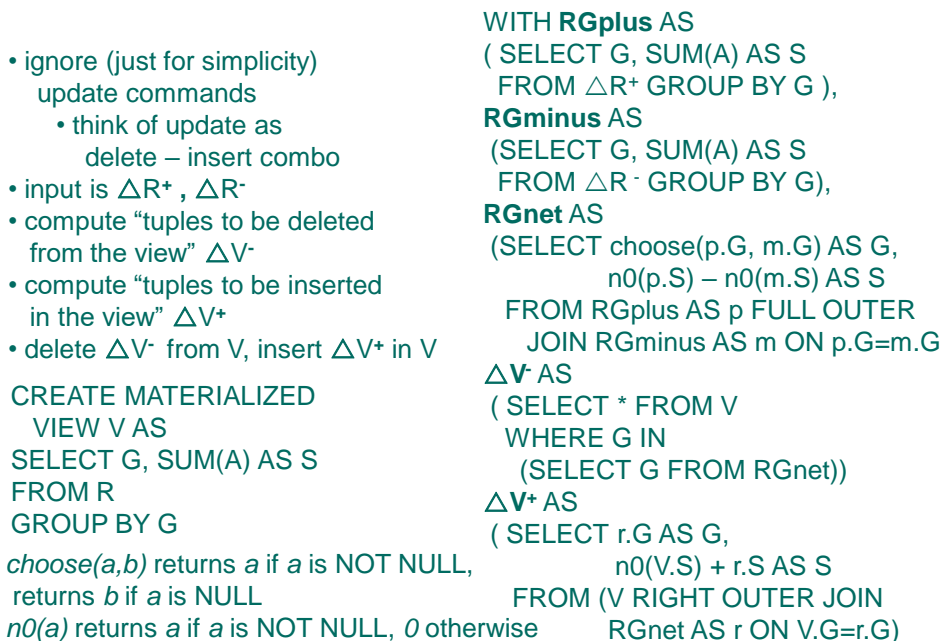 • ignore (just for simplicity)
update commands
• think of update as
delete – insert combo
• input is △R⁺ , △R⁻
• compute “tuples to be deleted
from the view” △V⁻
• compute “tuples to be inserted
in the view” △V⁺
• delete △V⁻ from V, insert △V⁺ in V
CREATE MATERIALIZED
VIEW V AS
SELECT G, SUM(A) AS S
FROM R
GROUP BY G
choose(a,b) returns a if a is NOT NULL,
returns b if a is NULL
n0(a) returns a if a is NOT NULL, 0 otherwise
WITH RGplus AS
( SELECT G, SUM(A) AS S
FROM △R⁺ GROUP BY G ),
RGminus AS
(SELECT G, SUM(A) AS S
FROM △R ⁻ GROUP BY G),
RGnet AS
(SELECT choose(p.G, m.G) AS G,
n0(p.S) – n0(m.S) AS S
FROM RGplus AS p FULL OUTER
JOIN RGminus AS m ON p.G=m.G
△V⁻ AS
( SELECT * FROM V
WHERE G IN
(SELECT G FROM RGnet))
△V⁺ AS
( SELECT r.G AS G,
n0(V.S) + r.S AS S
FROM (V RIGHT OUTER JOIN
RGnet AS r ON V.G=r.G)